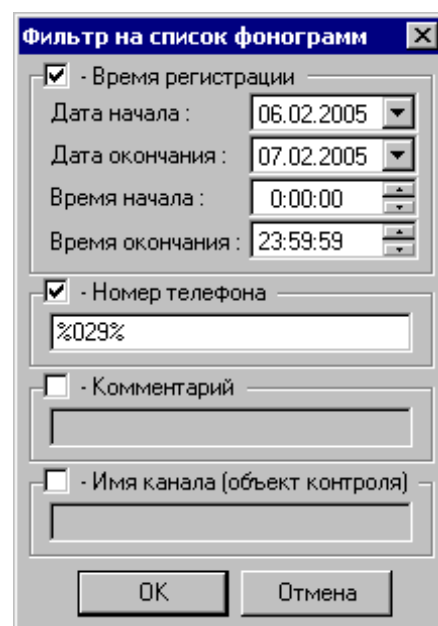 Фильтр на список фонограмм
- Время регистрации
Дата начала : 06.02.2005
Дата окончания : 07.02.2005
Время начала : 0:00:00
Время окончания : 23:59:59
- Номер телефона
%029%
- Комментарий
- Имя канала (объект контроля)
OK Отмена